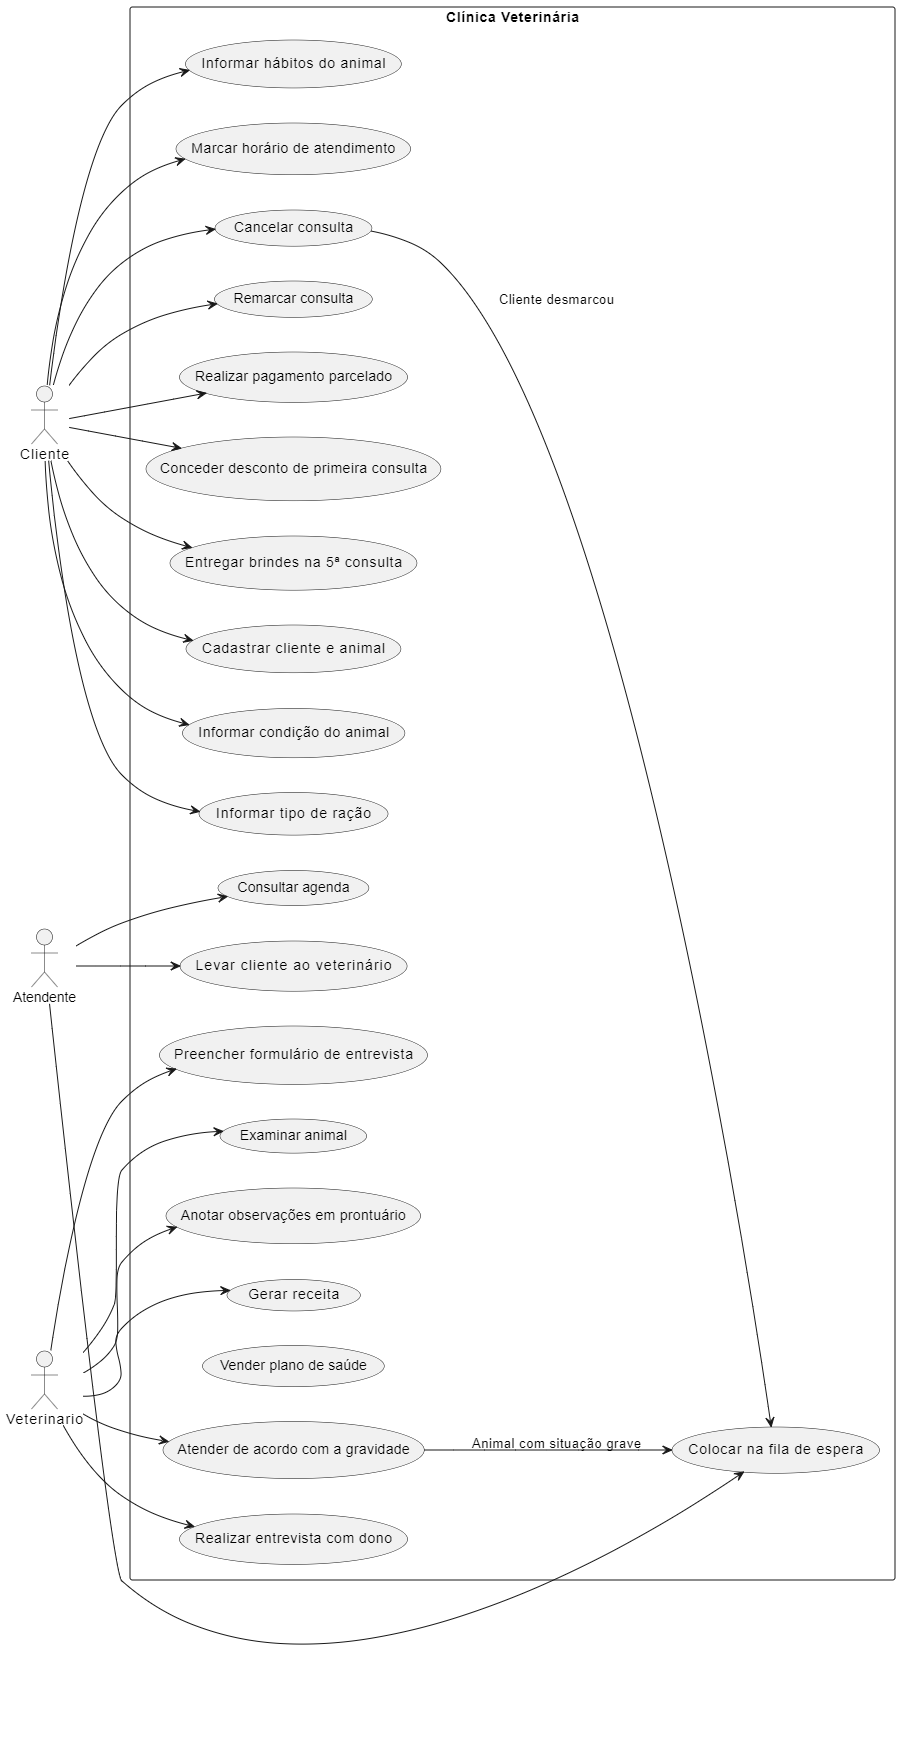 Clínica Veterinária
Informar hábitos do animal
Marcar horário de atendimento
Cancelar consulta
Cliente desmarcou
Remarcar consulta
Realizar pagamento parcelado
Cliente
Conceder desconto de primeira consulta
Entregar brindes na 5ª consulta
Cadastrar cliente e animal
Informar condição do animal
Informar tipo de ração
Consultar agenda
Levar cliente ao veterinário
Atendente
Preencher formulário de entrevista
Examinar animal
Anotar observações em prontuário
Gerar receita
Vender plano de saúde
Veterinario
Atender de acordo com a gravidade
Animal com situação grave
Colocar na fila de espera
Realizar entrevista com dono